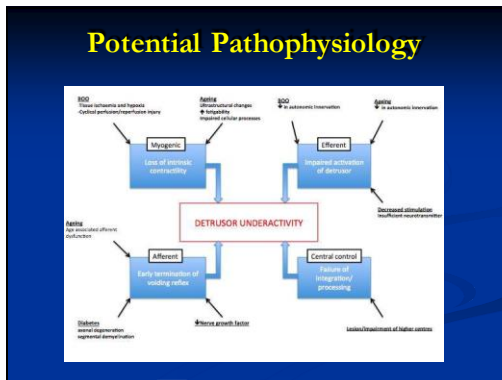 Potential Pathophysiology
BOO
Tissue ischaemia and hypoxia
-Cyclical perfusion/reperfusion injury
Ageing
Ultrastructural changes
↑ fatigability
Impaired cellular processes
BOO
↓ in autonomic innervation
Ageing
↓ in autonomic innervation
Myogenic
Loss of intrinsic
contractility
Efferent
Impaired activation
of detrusor
Decreased stimulation
Insufficient neurotransmitter
DETRUSOR UNDERACTIVITY
Ageing
Age associated afferent
dysfunction
Afferent
Early termination of
voiding reflex
Central control
Failure of
integration/
processing
Diabetes
axonal degeneration
segmental demyelination
↓Nerve growth factor
Lesion/impairment of higher centres